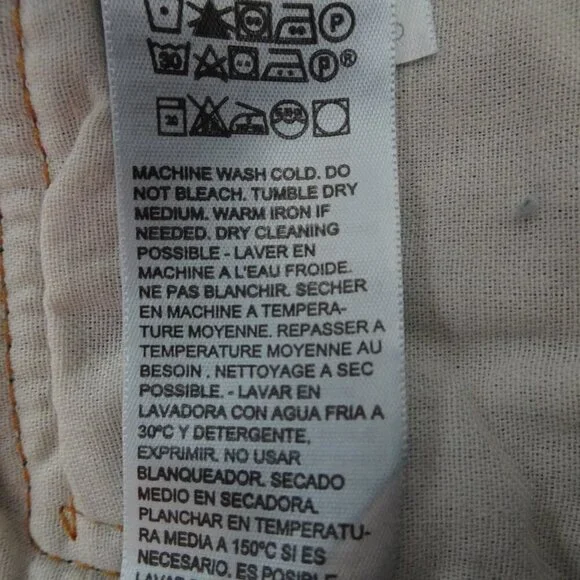 P
30 P®
30
MACHINE WASH COLD. DO
NOT BLEACH. TUMBLE DRY
MEDIUM. WARM IRON IF
NEEDED. DRY CLEANING
POSSIBLE - LAVER EN
MACHINE A L'EAU FROIDE.
NE PAS BLANCHIR. SECHER
EN MACHINE A TEMPERA-
TURE MOYENNE. REPASSER A
TEMPERATURE MOYENNE AU
BESOIN . NETTOYAGE A SEC
POSSIBLE. - LAVAR EN
LAVADORA CON AGUA FRIA A
30ºC Y DETERGENTE,
EXPRIMIR. NO USAR
BLANQUEADOR. SECADO
MEDIO EN SECADORA.
PLANCHAR EN TEMPERATU-
RA MEDIA A 150ºC SI ES
NECESARIO. ES POSIBLE